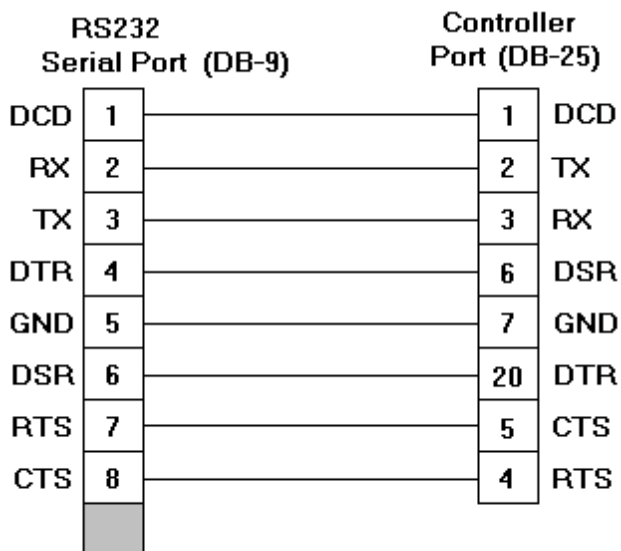 RS232
Serial Port (DB-9)
Controller
Port (DB-25)
DCD 1 1 DCD
RX 2 2 TX
TX 3 3 RX
DTR 4 6 DSR
GND 5 7 GND
DSR 6 20 DTR
RTS 7 5 CTS
CTS 8 4 RTS